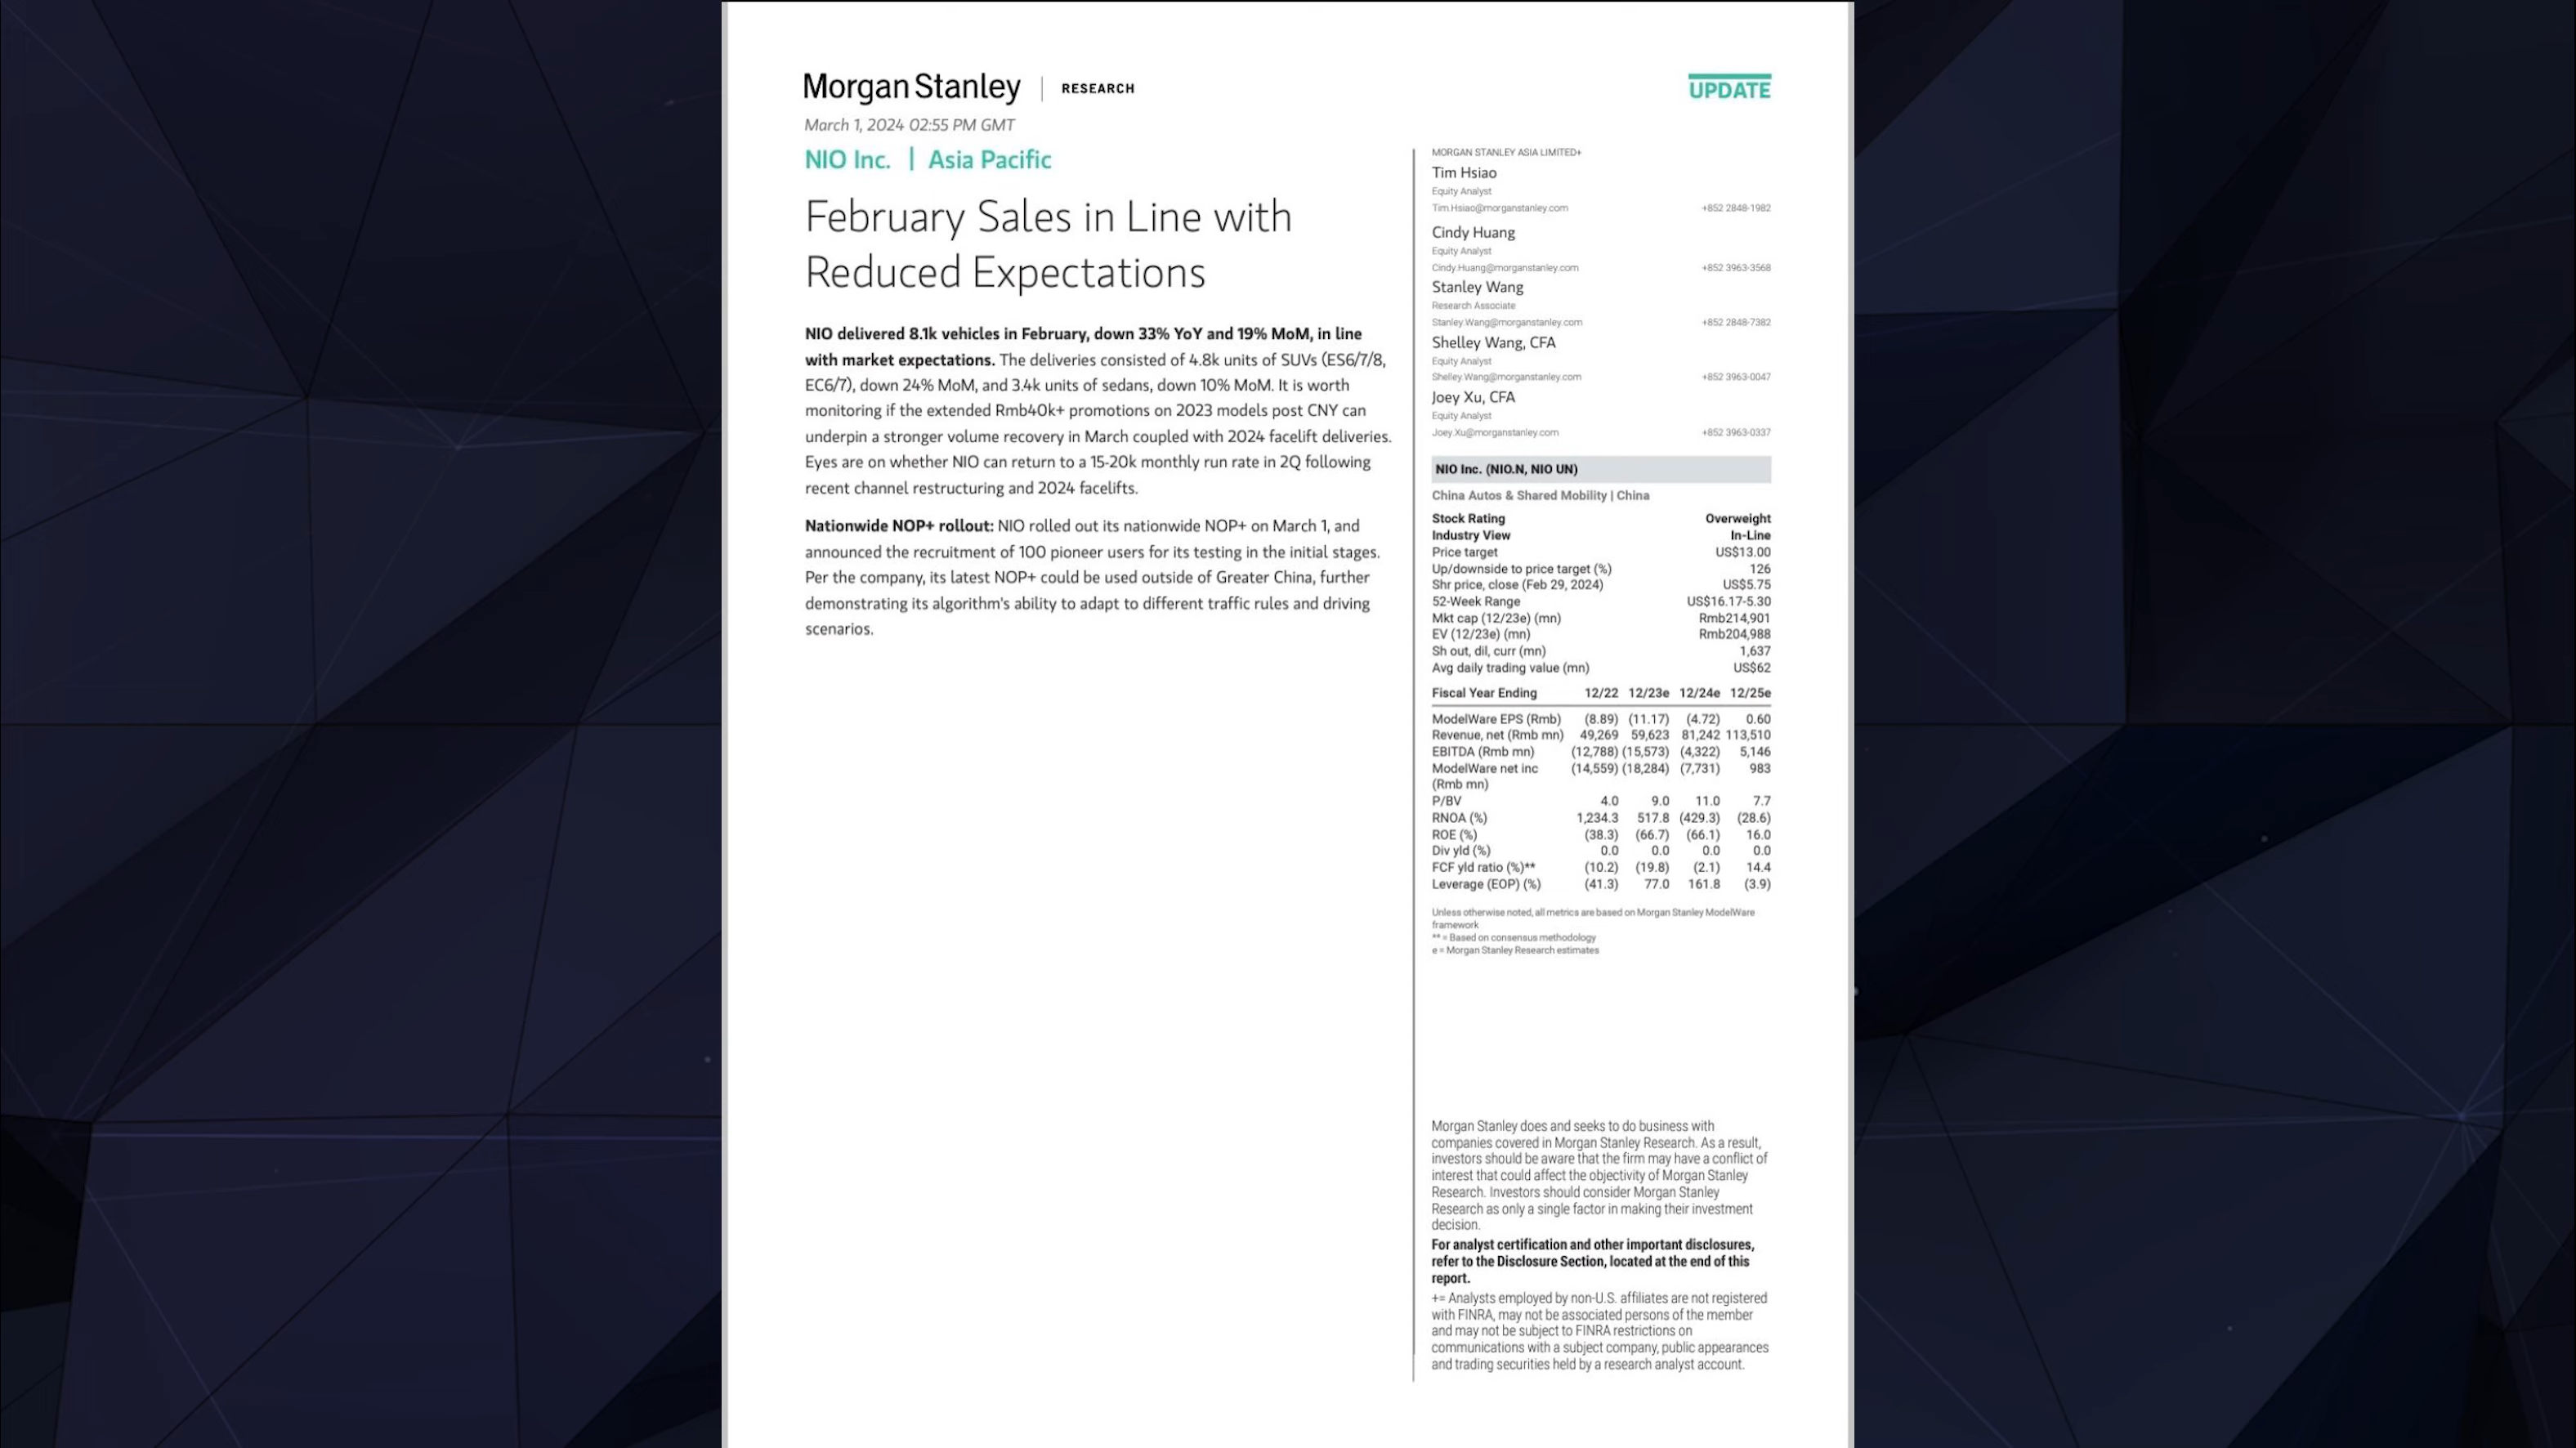 Morgan Stanley | RESEARCH
UPDATE
March 1, 2024 02:55 PM GMT
NIO Inc. | Asia Pacific
February Sales in Line with
Reduced Expectations
NIO delivered 8.1k vehicles in February, down 33% YoY and 19% MoM, in line
with market expectations. The deliveries consisted of 4.8k units of SUVs (ES6/7/8,
EC6/7), down 24% MoM, and 3.4k units of sedans, down 10% MoM. It is worth
monitoring if the extended Rmb40k+ promotions on 2023 models post CNY can
underpin a stronger volume recovery in March coupled with 2024 facelift deliveries.
Eyes are on whether NIO can return to a 15-20k monthly run rate in 2Q following
recent channel restructuring and 2024 facelifts.
Nationwide NOP+ rollout: NIO rolled out its nationwide NOP+ on March 1, and
announced the recruitment of 100 pioneer users for its testing in the initial stages.
Per the company, its latest NOP+ could be used outside of Greater China, further
demonstrating its algorithm's ability to adapt to different traffic rules and driving
scenarios.
MORGAN STANLEY ASIA LIMITED+
Tim Hsiao
Equity Analyst
Tim.Hsiao@morganstanley.com +852 2848-1982
Cindy Huang
Equity Analyst
Cindy.Huang@morganstanley.com +852 3963-3568
Stanley Wang
Research Associate
Stanley.Wang@morganstanley.com +852 2848-7382
Shelley Wang, CFA
Equity Analyst
Shelley.Wang@morganstanley.com +852 3963-0047
Joey Xu, CFA
Equity Analyst
Joey.Xu@morganstanley.com +852 3963-0337
NIO Inc. (NIO.N, NIO UN)
China Autos & Shared Mobility | China
Stock Rating Overweight
Industry View In-Line
Price target US$13.00
Up/downside to price target (%) 126
Shr price, close (Feb 29, 2024) US$5.75
52-Week Range US$16.17-5.30
Mkt cap (12/23e) (mn) Rmb214,901
EV (12/23e) (mn) Rmb204,988
Sh out, dil, curr (mn) 1,637
Avg daily trading value (mn) US$62
Fiscal Year Ending 12/22 12/23e 12/24e 12/25e
ModelWare EPS (Rmb) (8.89) (11.17) (4.72) 0.60
Revenue, net (Rmb mn) 49,269 59,623 81,242 113,510
EBITDA (Rmb mn) (12,788) (15,573) (4,322) 5,146
ModelWare net inc (14,559) (18,284) (7,731) 983
(Rmb mn)
P/BV 4.0 9.0 11.0 7.7
RNOA (%) 1,234.3 517.8 (429.3) (28.6)
ROE (%) (38.3) (66.7) (66.1) 16.0
Div yld (%) 0.0 0.0 0.0 0.0
FCF yld ratio (%)** (10.2) (19.8) (2.1) 14.4
Leverage (EOP) (%) (41.3) 77.0 161.8 (3.9)
Unless otherwise noted, all metrics are based on Morgan Stanley ModelWare
framework
** = Based on consensus methodology
e = Morgan Stanley Research estimates
Morgan Stanley does and seeks to do business with
companies covered in Morgan Stanley Research. As a result,
investors should be aware that the firm may have a conflict of
interest that could affect the objectivity of Morgan Stanley
Research. Investors should consider Morgan Stanley
Research as only a single factor in making their investment
decision.
For analyst certification and other important disclosures,
refer to the Disclosure Section, located at the end of this
report.
+= Analysts employed by non-U.S. affiliates are not registered
with FINRA, may not be associated persons of the member
and may not be subject to FINRA restrictions on
communications with a subject company, public appearances
and trading securities held by a research analyst account.